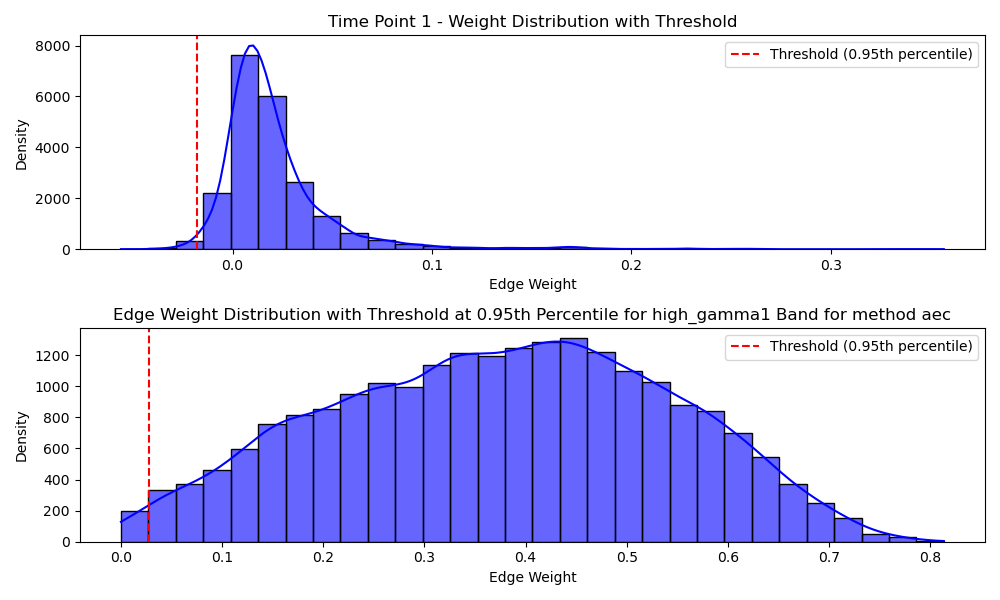 Time Point 1 - Weight Distribution with Threshold
Threshold (0.95th percentile)
8000
6000
4000
2000
0
Density
0.0 0.1 0.2 0.3
Edge Weight
Edge Weight Distribution with Threshold at 0.95th Percentile for high_gamma1 Band for method aec
Threshold (0.95th percentile)
1200
1000
800
600
400
200
0
Density
0.0 0.1 0.2 0.3 0.4 0.5 0.6 0.7 0.8
Edge Weight